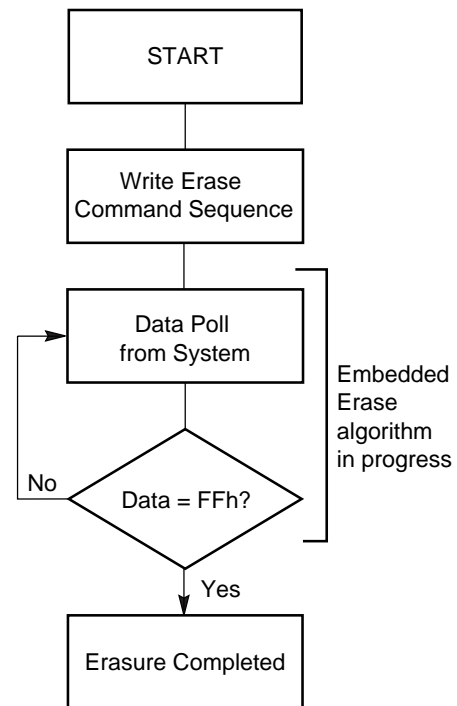 START
Write Erase
Command Sequence
Data Poll
from System
Embedded
Erase
algorithm
in progress
No
Data = FFh?
Yes
Erasure Completed